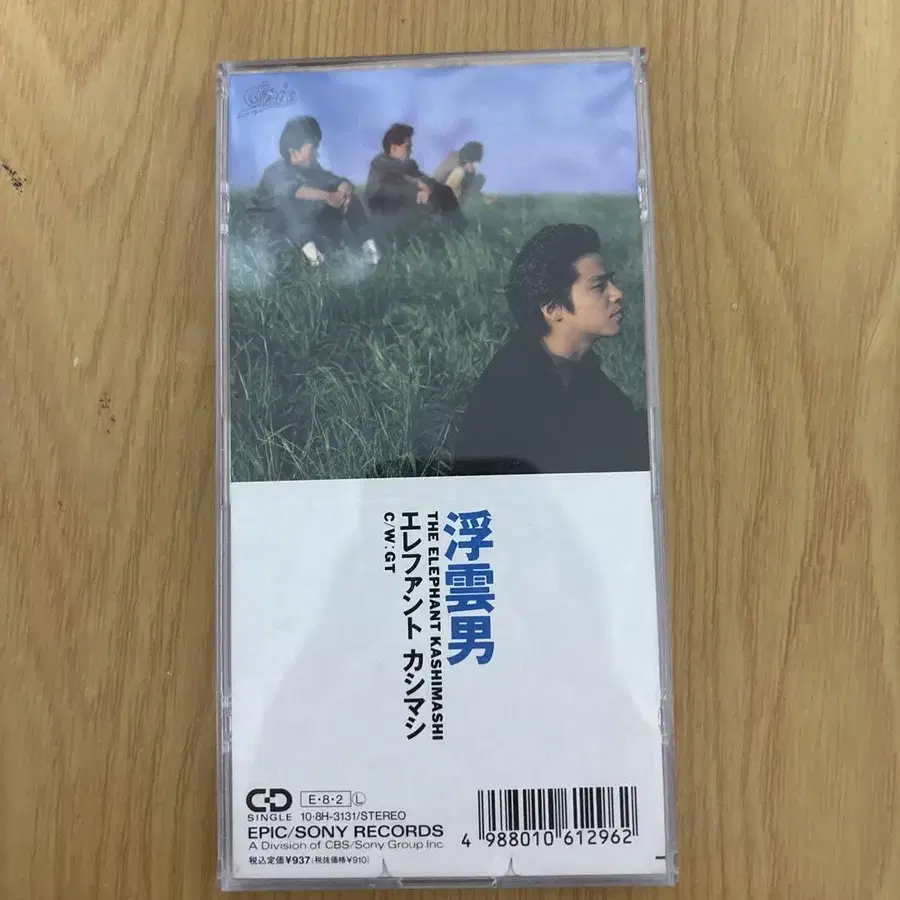 Epic
浮雲男
THE ELEPHANT KASHIMASHI
エレファント カシマシ
C/W:GT
CD
SINGLE
E・8・2 L
10・8H-3131/STEREO
EPIC/SONY RECORDS
A Division of CBS/Sony Group Inc.
税込定価¥937(税抜価格¥910)
4 988010 612962